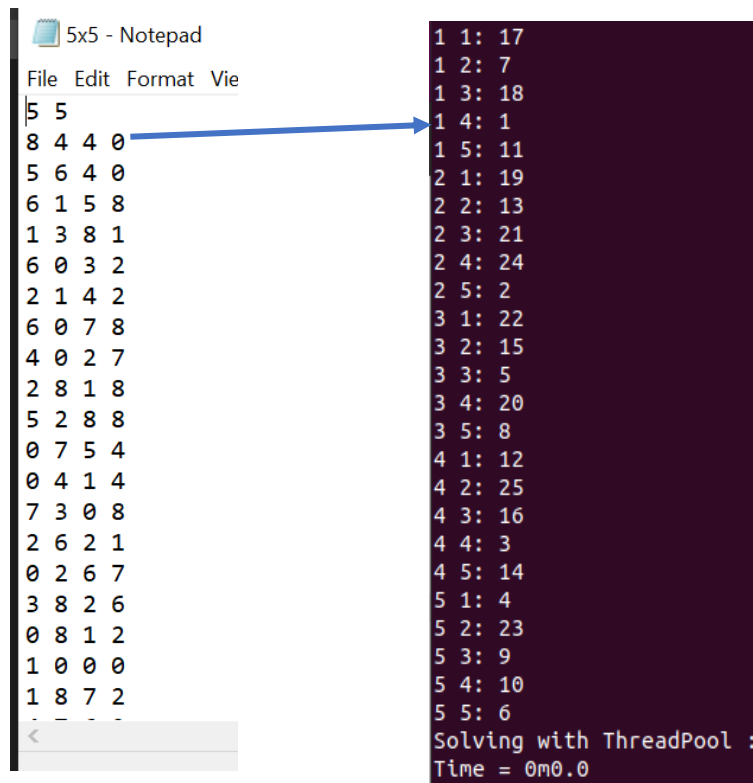 5x5 - Notepad
File Edit Format Vie
5 5
8 4 4 0
5 6 4 0
6 1 5 8
1 3 8 1
6 0 3 2
2 1 4 2
6 0 7 8
4 0 2 7
2 8 1 8
5 2 8 8
0 7 5 4
0 4 1 4
7 3 0 8
2 6 2 1
0 2 6 7
3 8 2 6
0 8 1 2
1 0 0 0
1 8 7 2
1 1: 17
1 2: 7
1 3: 18
1 4: 1
1 5: 11
2 1: 19
2 2: 13
2 3: 21
2 4: 24
2 5: 2
3 1: 22
3 2: 15
3 3: 5
3 4: 20
3 5: 8
4 1: 12
4 2: 25
4 3: 16
4 4: 3
4 5: 14
5 1: 4
5 2: 23
5 3: 9
5 4: 10
5 5: 6
Solving with ThreadPool :
Time = 0m0.0